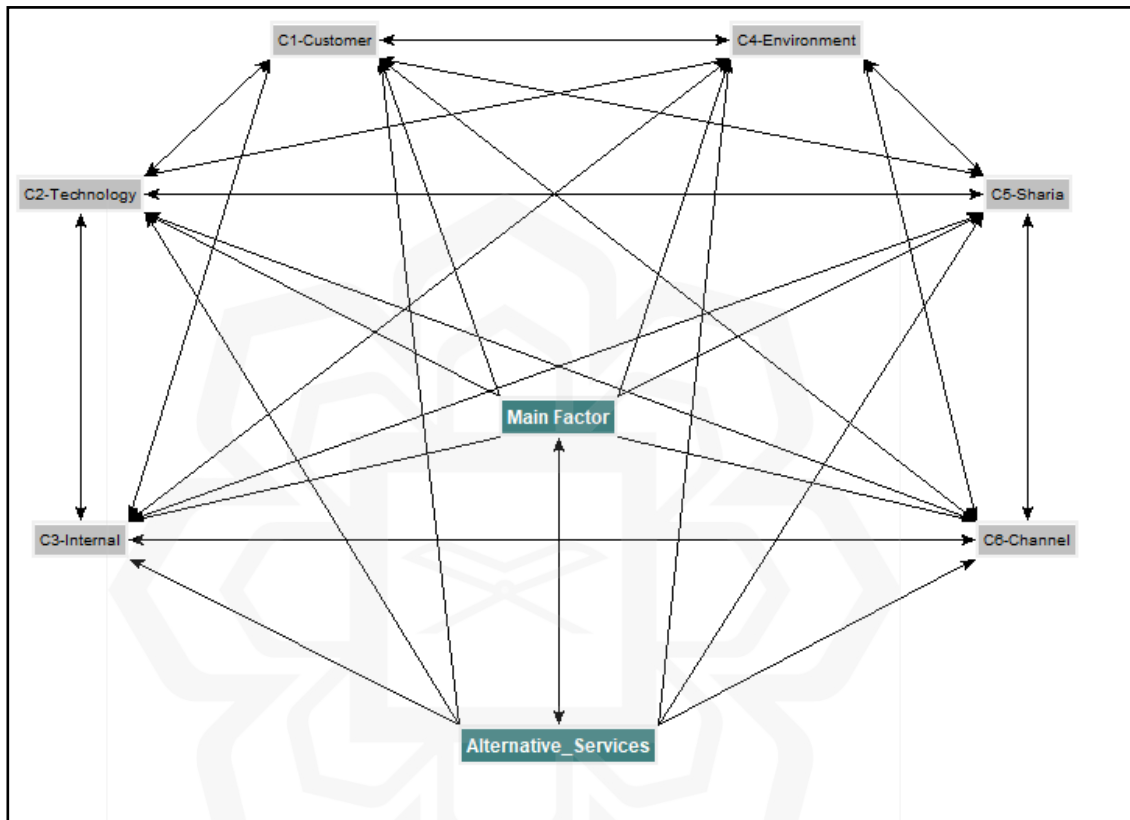 C1-Customer
C4-Environment
C2-Technology
C5-Sharia
Main Factor
C3-Internal
C6-Channel
Alternative_Services